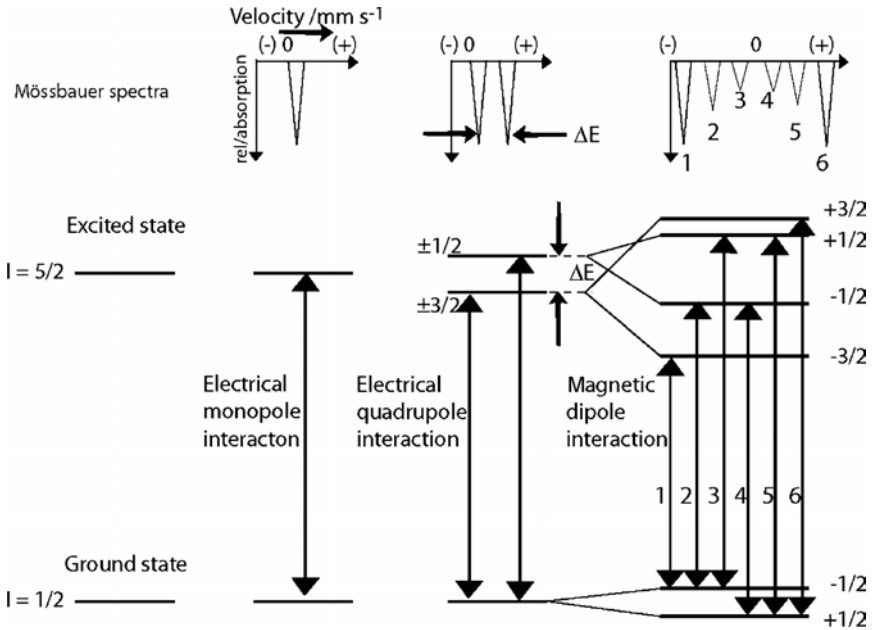 Velocity /mm s-1
(-) 0 (+)
(-) 0 (+)
(-) 0 (+)
Mössbauer spectra
rel/absorption
ΔE
1
2
3
4
5
6
Excited state
I = 5/2
±1/2
±3/2
ΔE
+3/2
+1/2
-1/2
-3/2
Electrical
monopole
interacton
Electrical
quadrupole
interaction
Magnetic
dipole
interaction
1 2 3 4 5 6
Ground state
I = 1/2
-1/2
+1/2